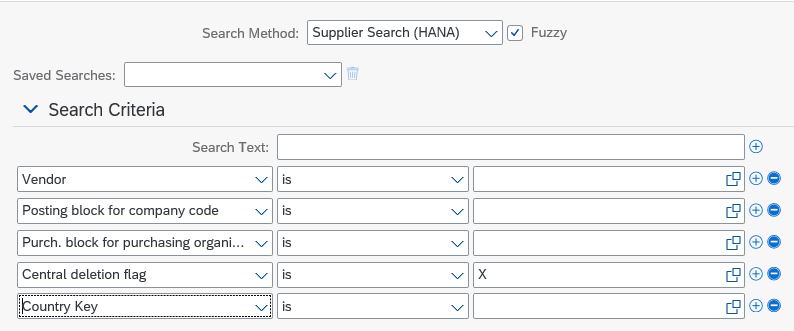 Search Method: Supplier Search (HANA) Fuzzy
Saved Searches:
Search Criteria
Search Text:
Vendor is
Posting block for company code is
Purch. block for purchasing organi... is
Central deletion flag is X
Country Key is